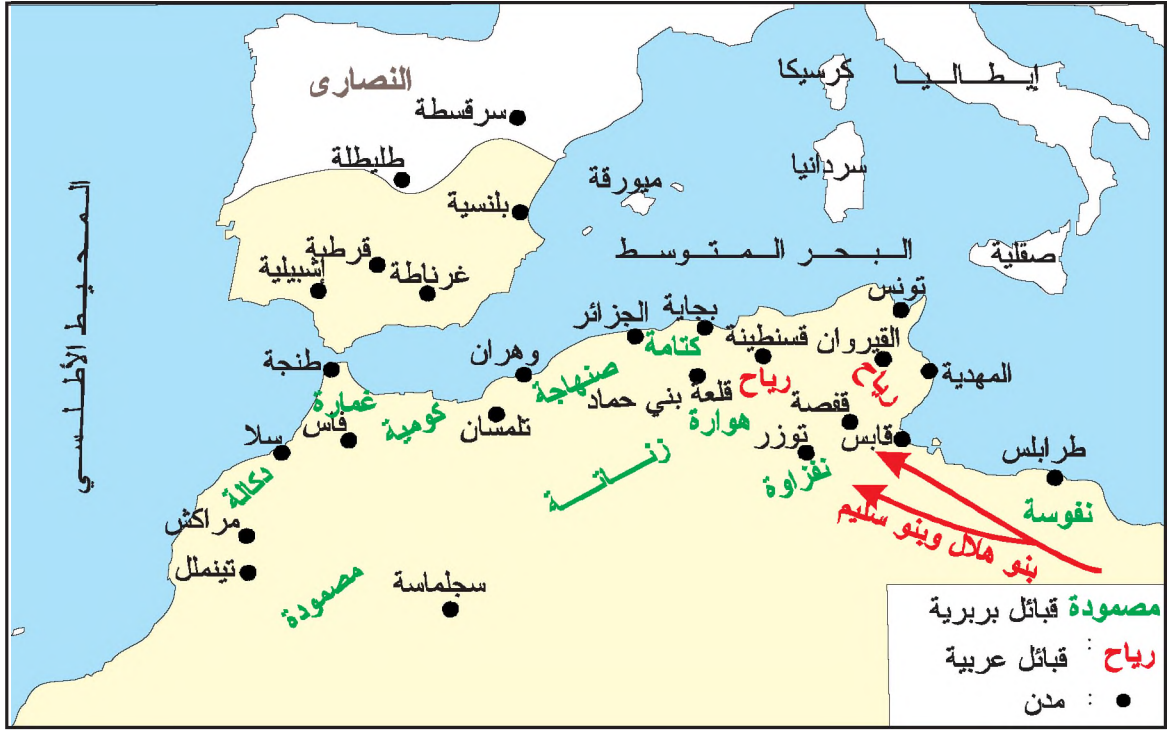 النصارى
كرسيكا
إيطاليا
سرقسطة
طليطلة
ميورقة
سردانيا
بلنسية
المحيط الأطلسي
قرطبة
البحر المتوسط
صقلية
إشبيلية
غرناطة
تونس
الجزائر
بجاية
طنجة
وهران
كتامة
قسنطينة
القيروان
المهدية
صنهاجة
رياح
رياح
غمارة
قلعة بني حماد
قفصة
فاس
كومية
تلمسان
هوارة
سلا
زناتة
توزر
قابس
طرابلس
دكالة
نفزاوة
نفوسة
مراكش
بنو هلال وبنو سليم
تينملل
مصمودة
سجلماسة
مصمودة قبائل بربرية
رياح : قبائل عربية
: مدن